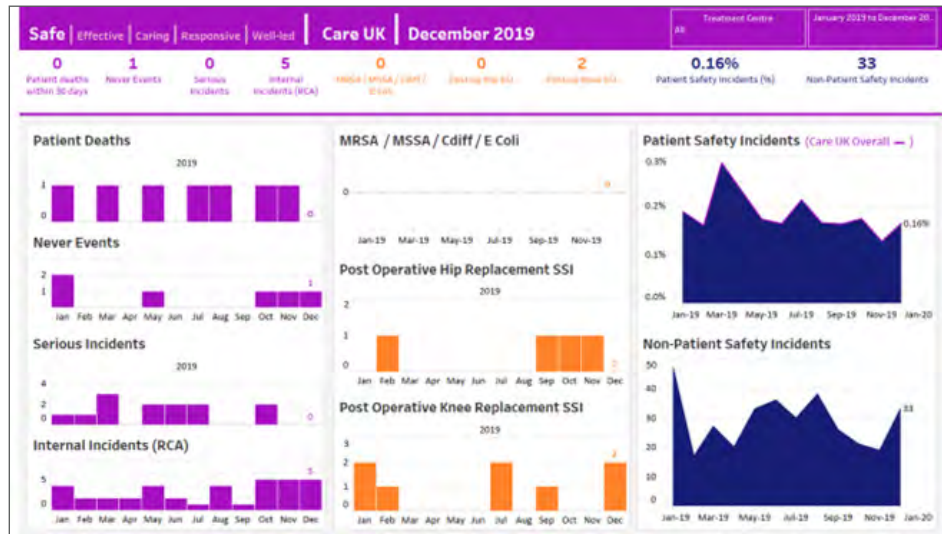 Safe | Effective | Caring | Responsive | Well-led | Care UK | December 2019
Treatment Centre
All
January 2019 to December 20..
0
Patient deaths
within 30 days
1
Never Events
0
Serious
Incidents
5
Internal
Incidents (RCA)
0
MRSA / MSSA / Cdiff /
E Coli
0
2
0.16%
Patient Safety Incidents (%)
33
Non-Patient Safety Incidents
Patient Deaths
2019
1
0
0
Never Events
2
1
1
Jan Feb Mar Apr May Jun Jul Aug Sep Oct Nov Dec
Serious Incidents
2019
4
2
0
0
Internal Incidents (RCA)
5
0
5
Jan Feb Mar Apr May Jun Jul Aug Sep Oct Nov Dec
MRSA / MSSA / Cdiff / E Coli
0
0
Jan-19 Mar-19 May-19 Jul-19 Sep-19 Nov-19
Post Operative Hip Replacement SSI
2019
2
1
0
0
Jan Feb Mar Apr May Jun Jul Aug Sep Oct Nov Dec
Post Operative Knee Replacement SSI
2019
3
2
1
0
2
Jan Feb Mar Apr May Jun Jul Aug Sep Oct Nov Dec
Patient Safety Incidents (Care UK Overall — )
0.3%
0.2%
0.1%
0.0%
0.16%
Jan-19 Mar-19 May-19 Jul-19 Sep-19 Nov-19 Jan-20
Non-Patient Safety Incidents
50
40
30
20
10
0
33
Jan-19 Mar-19 May-19 Jul-19 Sep-19 Nov-19 Jan-20